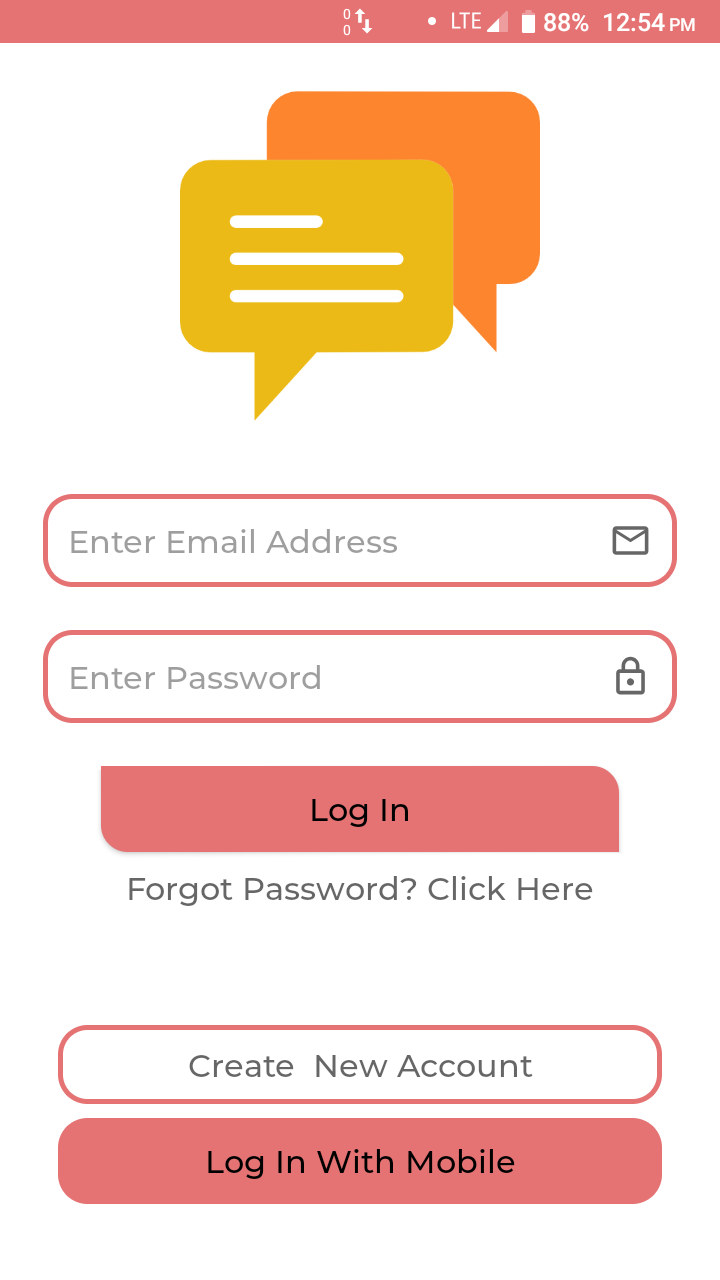 0
0
LTE 88% 12:54 PM
Enter Email Address
Enter Password
Log In
Forgot Password? Click Here
Create  New Account
Log In With Mobile